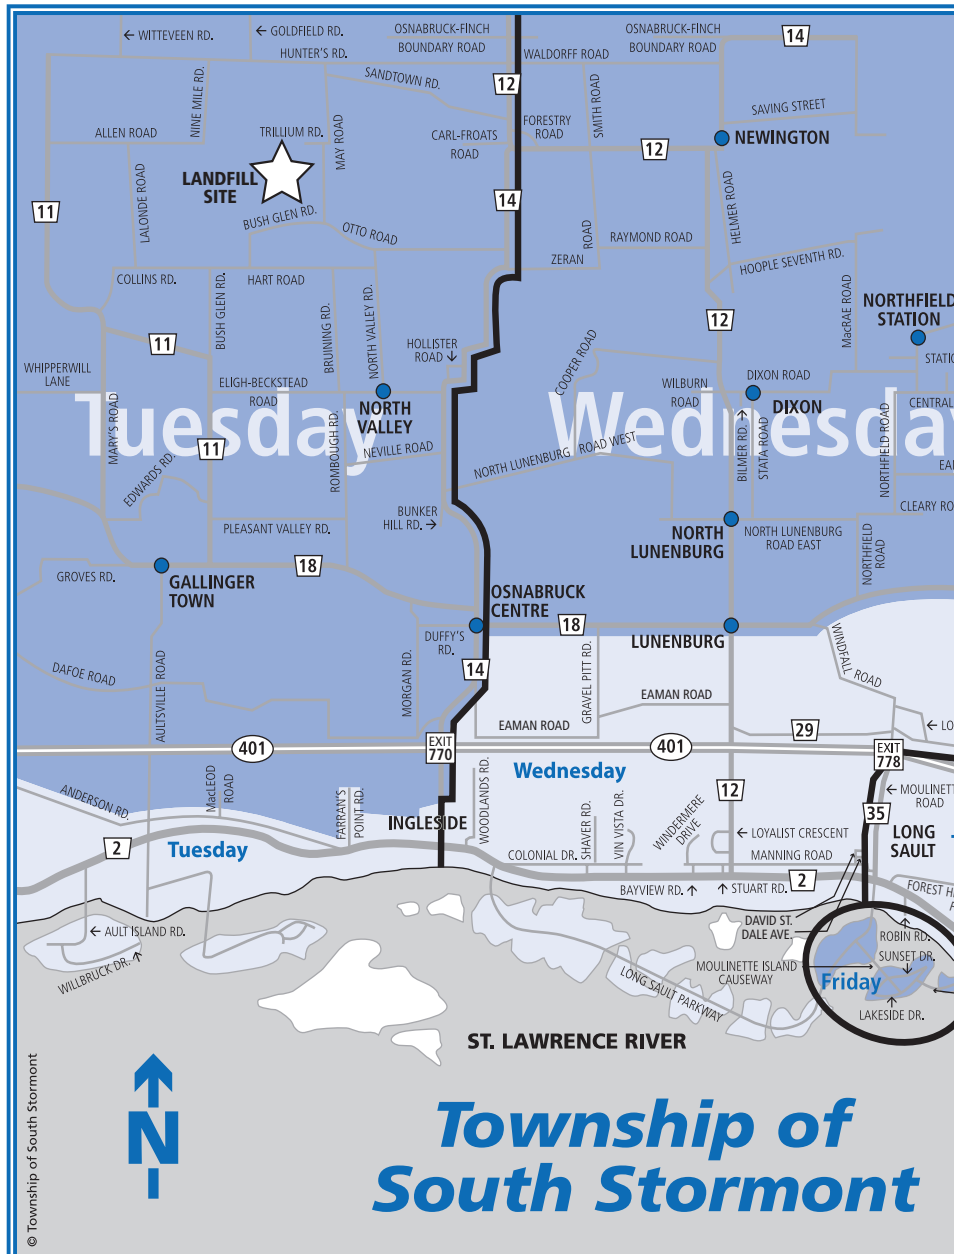 ← WITTEVEEN RD.
← GOLDFIELD RD.
OSNABRUCK-FINCH
BOUNDARY ROAD
OSNABRUCK-FINCH
BOUNDARY ROAD
14
HUNTER'S RD.
WALDORFF ROAD
SANDTOWN RD.
12
NINE MILE RD.
SMITH ROAD
SAVING STREET
ALLEN ROAD
TRILLIUM RD.
MAY ROAD
CARL-FROATS
ROAD
FORESTRY
ROAD
12
NEWINGTON
LANDFILL
SITE
LALONDE ROAD
11
14
BUSH GLEN RD.
OTTO ROAD
HELMER ROAD
ROAD
RAYMOND ROAD
ZERAN
HOOPLE SEVENTH RD.
COLLINS RD.
HART ROAD
BUSH GLEN RD.
BRUINING RD.
NORTH VALLEY RD.
MacRAE ROAD
NORTHFIELD
STATION
12
11
HOLLISTER
ROAD ↓
COOPER ROAD
STATIO
WHIPPERWILL
LANE
ELIGH-BECKSTEAD
ROAD
NORTH
VALLEY
WILBURN
ROAD
DIXON ROAD
DIXON
CENTRAL
Tuesday
Wednesday
MARY'S ROAD
11
ROMBOUGH RD.
NEVILLE ROAD
NORTH LUNENBURG ROAD WEST
BILMER RD. →
STATA ROAD
NORTHFIELD ROAD
EA
EDWARDS RD.
CLEARY RO
BUNKER
HILL RD. →
PLEASANT VALLEY RD.
NORTH
LUNENBURG
NORTH LUNENBURG
ROAD EAST
NORTHFIELD
ROAD
GROVES RD.
GALLINGER
TOWN
18
OSNABRUCK
CENTRE
18
LUNENBURG
DUFFY'S
RD.
WINDFALL ROAD
DAFOE ROAD
AULTSVILLE ROAD
MORGAN RD.
14
GRAVEL PITT RD.
EAMAN ROAD
EAMAN ROAD
29
← LO
401
EXIT
770
401
EXIT
778
Wednesday
ANDERSON RD.
MacLEOD
ROAD
FARRAN'S
POINT RD.
WOODLANDS RD.
12
← MOULINETT
ROAD
35
INGLESIDE
SHAVER RD.
VIN VISTA DR.
WINDERMERE
DRIVE
← LOYALIST CRESCENT
LONG
SAULT
2
Tuesday
COLONIAL DR.
MANNING ROAD
BAYVIEW RD. ↑
↑ STUART RD.
2
FOREST H
← AULT ISLAND RD.
WILLBRUCK DR. ↑
DAVID ST.
DALE AVE.
ROBIN RD.
SUNSET DR.
MOULINETTE ISLAND
CAUSEWAY
Friday
LONG SAULT PARKWAY
LAKESIDE DR.
ST. LAWRENCE RIVER
N
© Township of South Stormont
Township of
South Stormont